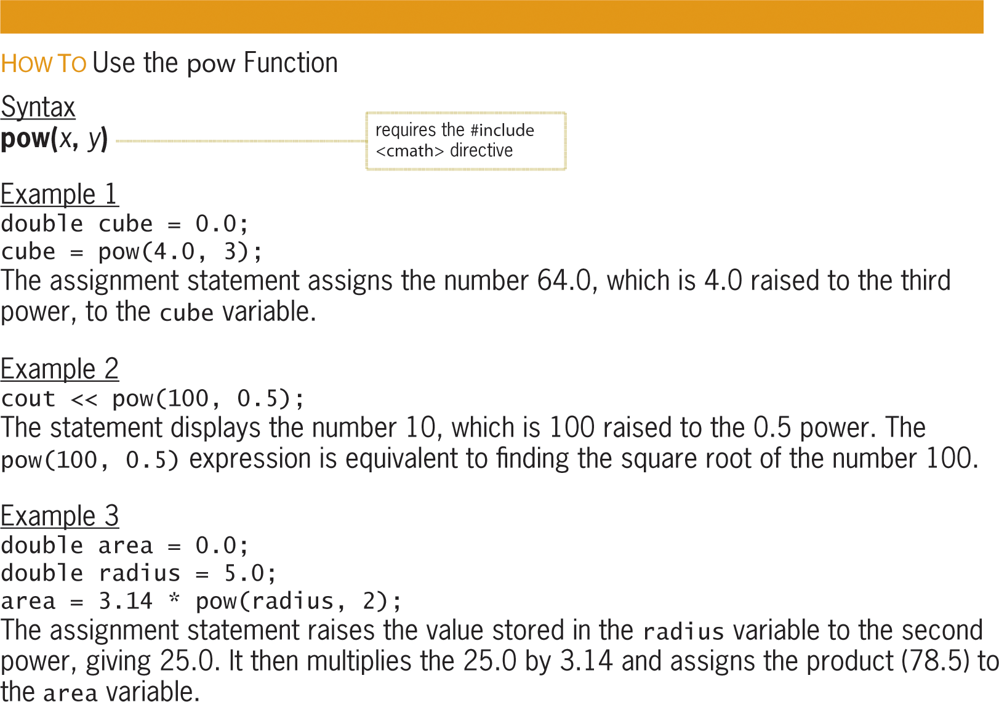 HOW TO Use the pow Function
Syntax
pow(x, y)
requires the #include
<cmath> directive
Example 1
double cube = 0.0;
cube = pow(4.0, 3);
The assignment statement assigns the number 64.0, which is 4.0 raised to the third
power, to the cube variable.
Example 2
cout << pow(100, 0.5);
The statement displays the number 10, which is 100 raised to the 0.5 power. The
pow(100, 0.5) expression is equivalent to finding the square root of the number 100.
Example 3
double area = 0.0;
double radius = 5.0;
area = 3.14 * pow(radius, 2);
The assignment statement raises the value stored in the radius variable to the second
power, giving 25.0. It then multiplies the 25.0 by 3.14 and assigns the product (78.5) to
the area variable.